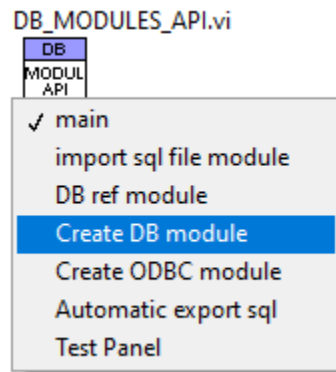 DB_MODULES_API.vi
DB
MODUL
API
✓ main
import sql file module
DB ref module
Create DB module
Create ODBC module
Automatic export sql
Test Panel